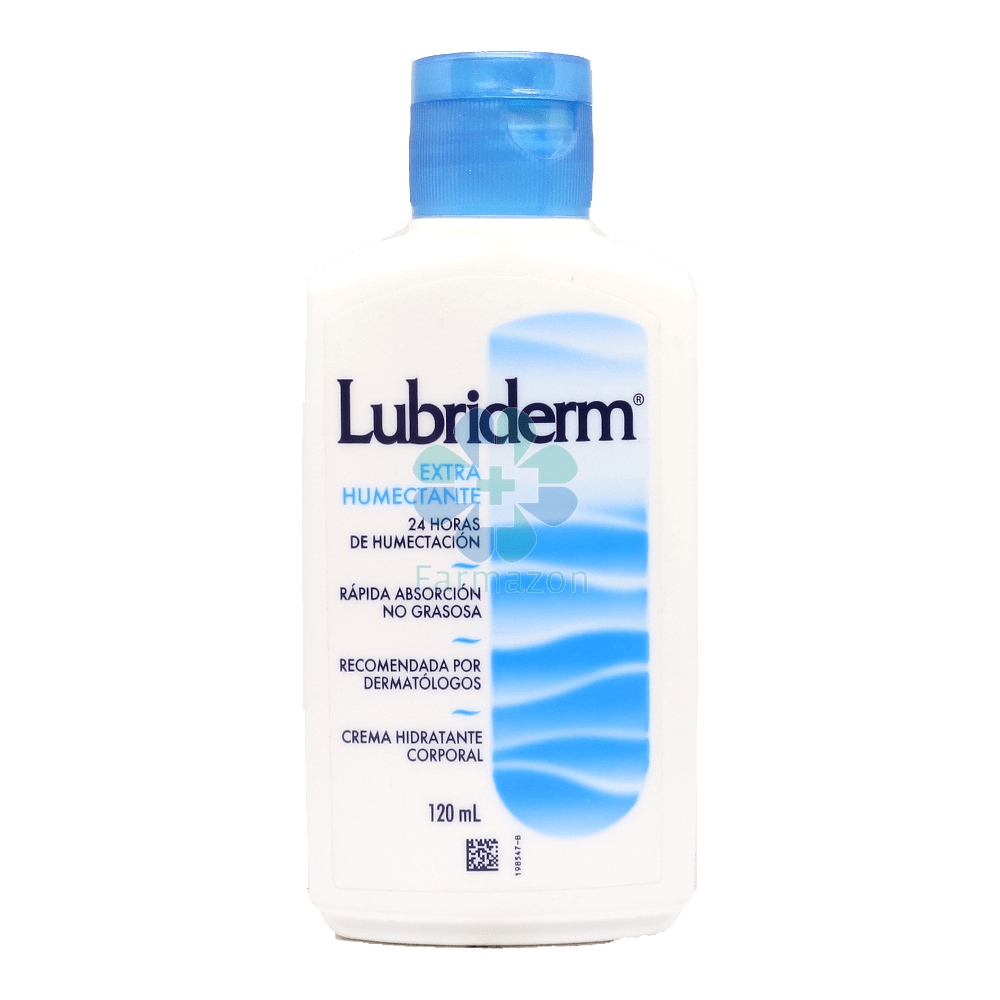 Lubriderm®
EXTRA
HUMECTANTE
24 HORAS
DE HUMECTACIÓN
Farmazon
RÁPIDA ABSORCIÓN
NO GRASOSA
RECOMENDADA POR
DERMATÓLOGOS
CREMA HIDRATANTE
CORPORAL
120 mL
198547-B